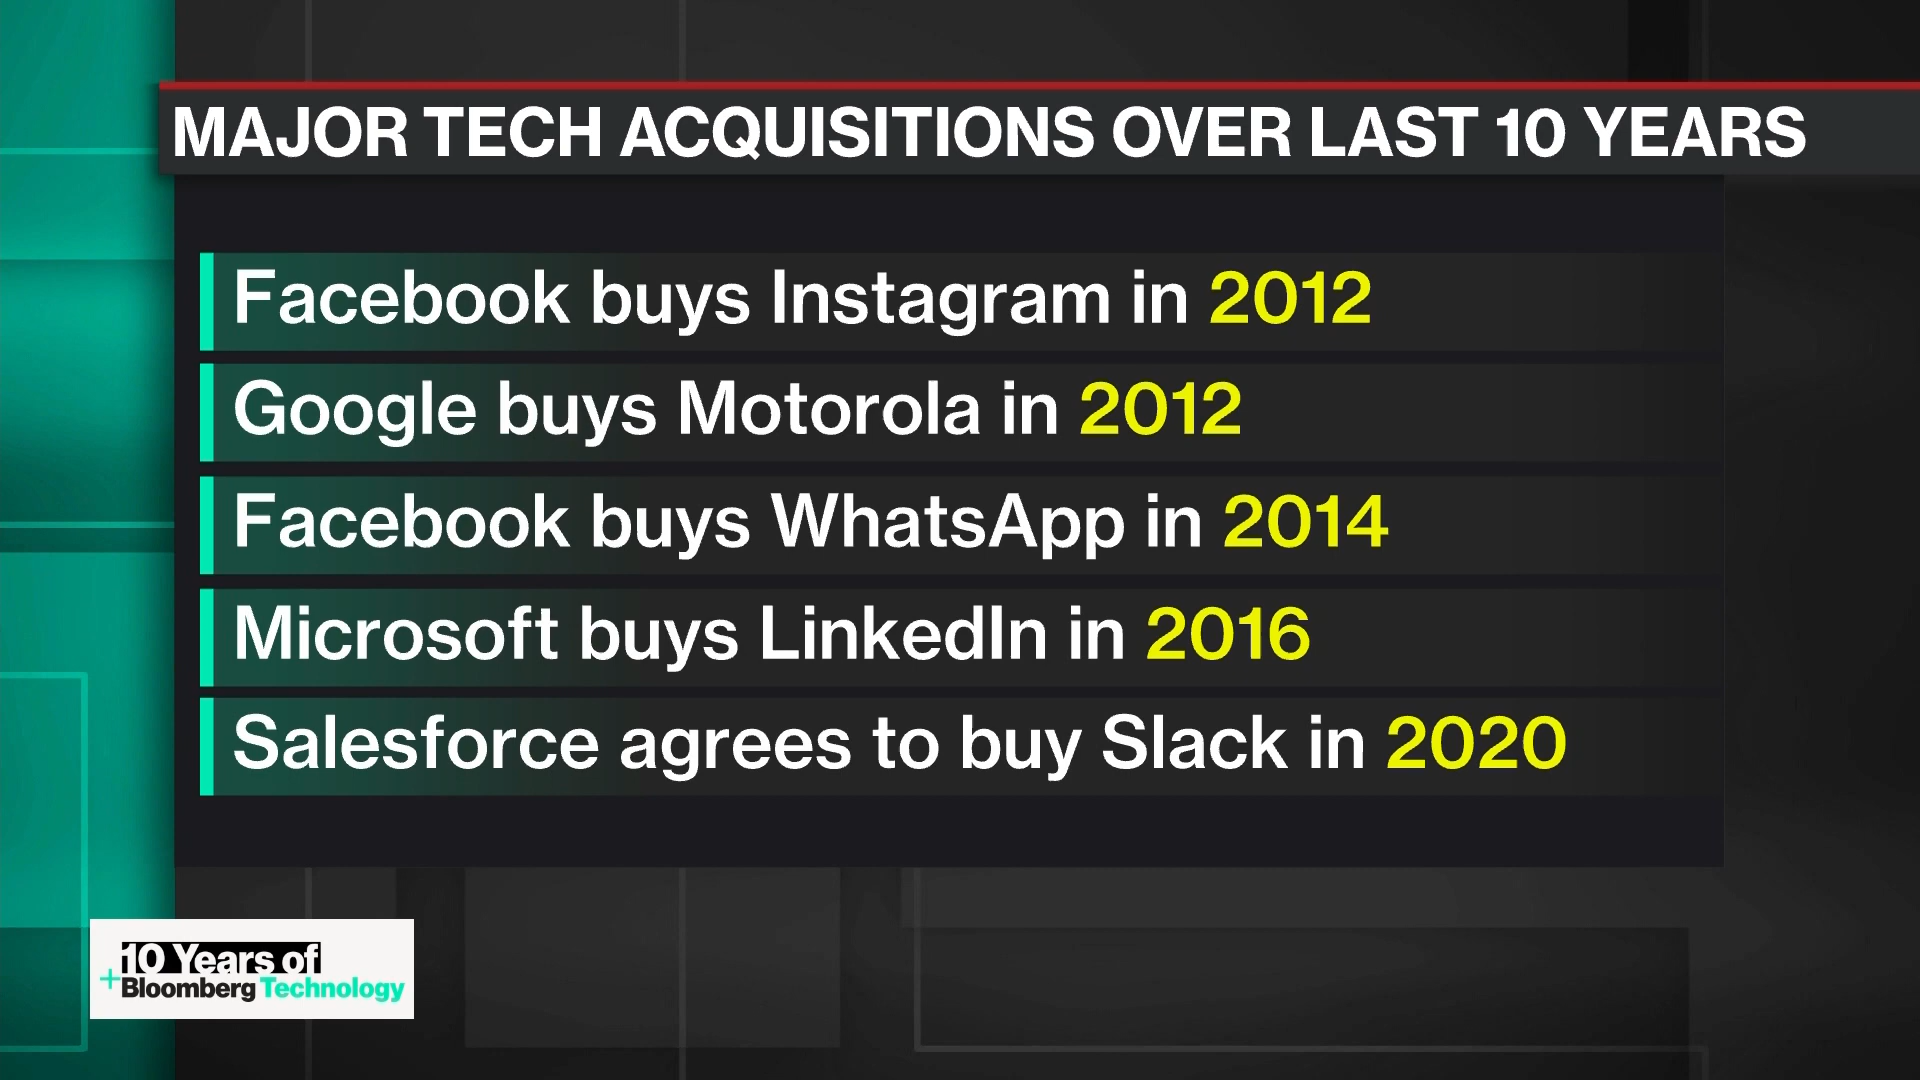 MAJOR TECH ACQUISITIONS OVER LAST 10 YEARS
Facebook buys Instagram in 2012
Google buys Motorola in 2012
Facebook buys WhatsApp in 2014
Microsoft buys LinkedIn in 2016
Salesforce agrees to buy Slack in 2020
10 Years of
+Bloomberg Technology